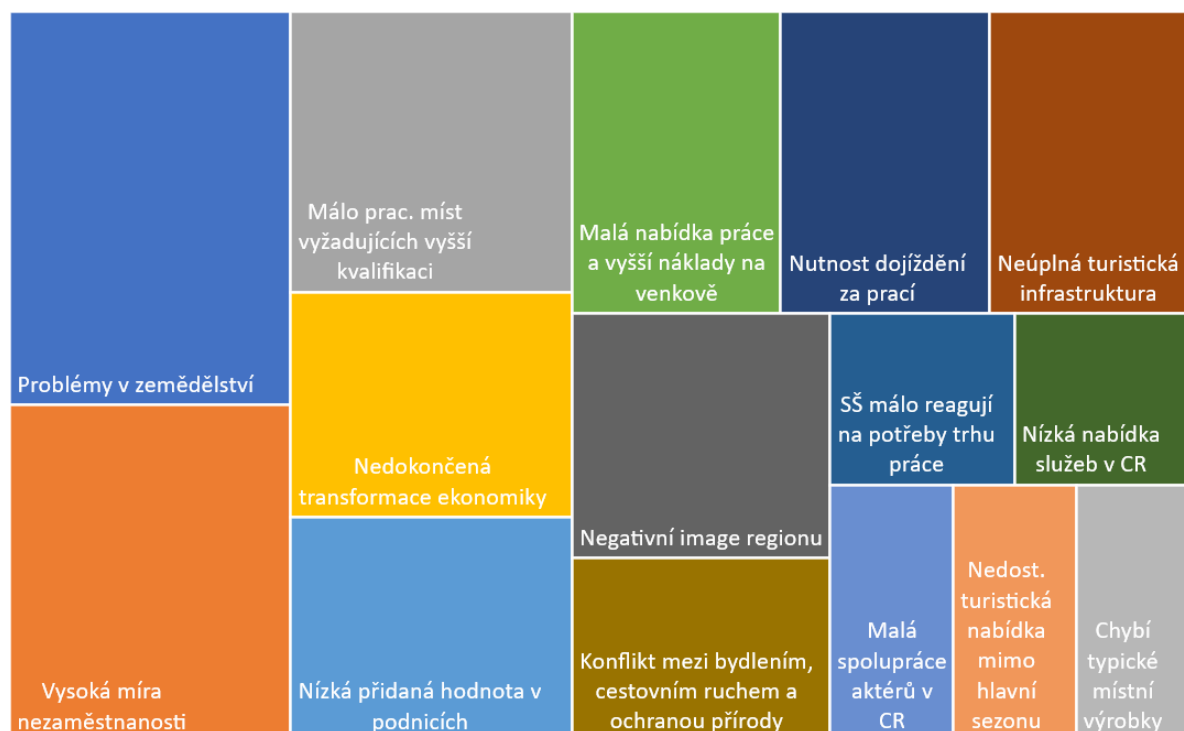 Problémy v zemědělství
Vysoká míra
nezaměstnanosti
Málo prac. míst
vyžadujících vyšší
kvalifikaci
Nedokončená
transformace ekonomiky
Nízká přidaná hodnota v
podnicích
Malá nabídka práce
a vyšší náklady na
venkově
Nutnost dojíždění
za prací
Neúplná turistická
infrastruktura
Negativní image regionu
Konflikt mezi bydlením,
cestovním ruchem a
ochranou přírody
SŠ málo reagují
na potřeby trhu
práce
Nízká nabídka
služeb v CR
Malá
spolupráce
aktérů v
CR
Nedost.
turistická
nabídka
mimo
hlavní
sezonu
Chybí
typické
místní
výrobky